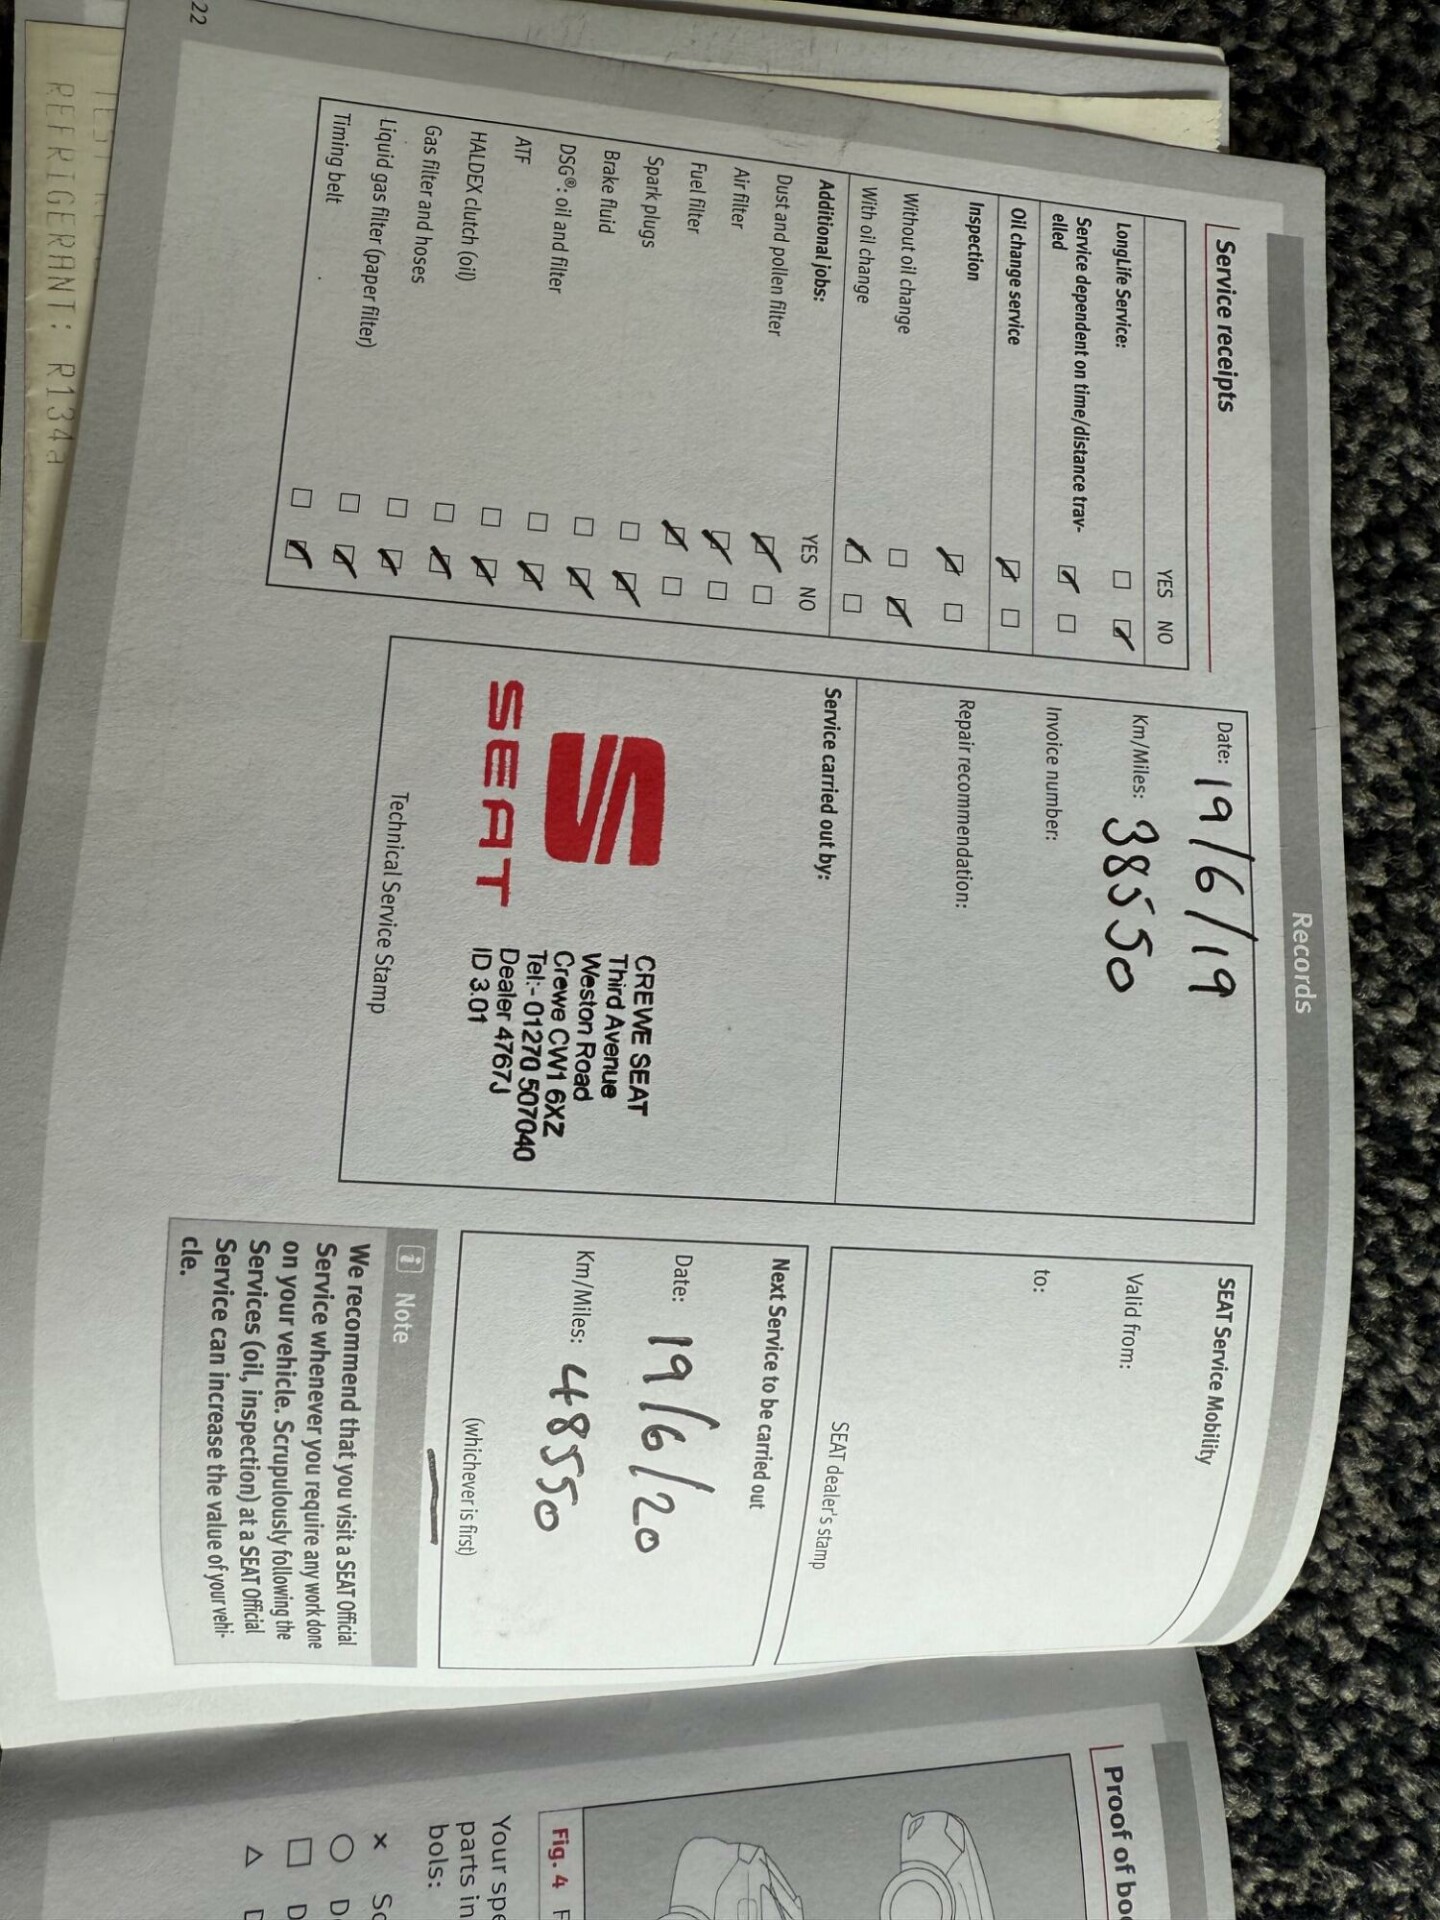 Records
Service receipts
YES NO
LongLife Service:
Service dependent on time/distance trav-
elled
Oil change service
Inspection
Without oil change
With oil change
Additional jobs: YES NO
Dust and pollen filter
Air filter
Fuel filter
Spark plugs
Brake fluid
DSG®: oil and filter
ATF
HALDEX clutch (oil)
Gas filter and hoses
Liquid gas filter (paper filter)
Timing belt
22
Date: 19/6/19
Km/Miles: 38550
Invoice number:
Repair recommendation:
Service carried out by:
SEAT
CREWE SEAT
Third Avenue
Weston Road
Crewe CW1 6XZ
Tel:- 01270 507040
Dealer 4767J
ID 3.01
Technical Service Stamp
SEAT Service Mobility
Valid from:
to:
SEAT dealer's stamp
Next Service to be carried out
Date: 19/6/20
Km/Miles: 48550
(whichever is first)
Note
We recommend that you visit a SEAT Official
Service whenever you require any work done
on your vehicle. Scrupulously following the
Services (oil, inspection) at a SEAT Official
Service can increase the value of your vehi-
cle.
REFRIGERANT: R134a
Proof of
Fig. 4
Your
parts in
bols: